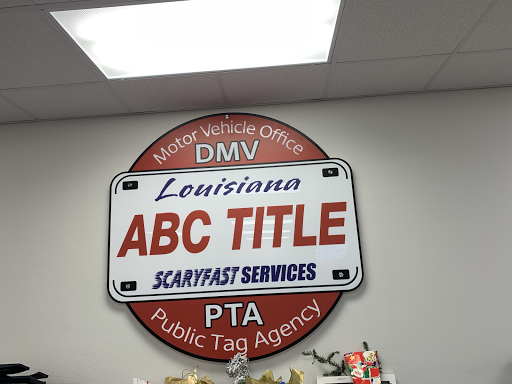 Motor Vehicle Office
DMV
Louisiana
ABC TITLE
SCARYFAST SERVICES
PTA
Public Tag Agency